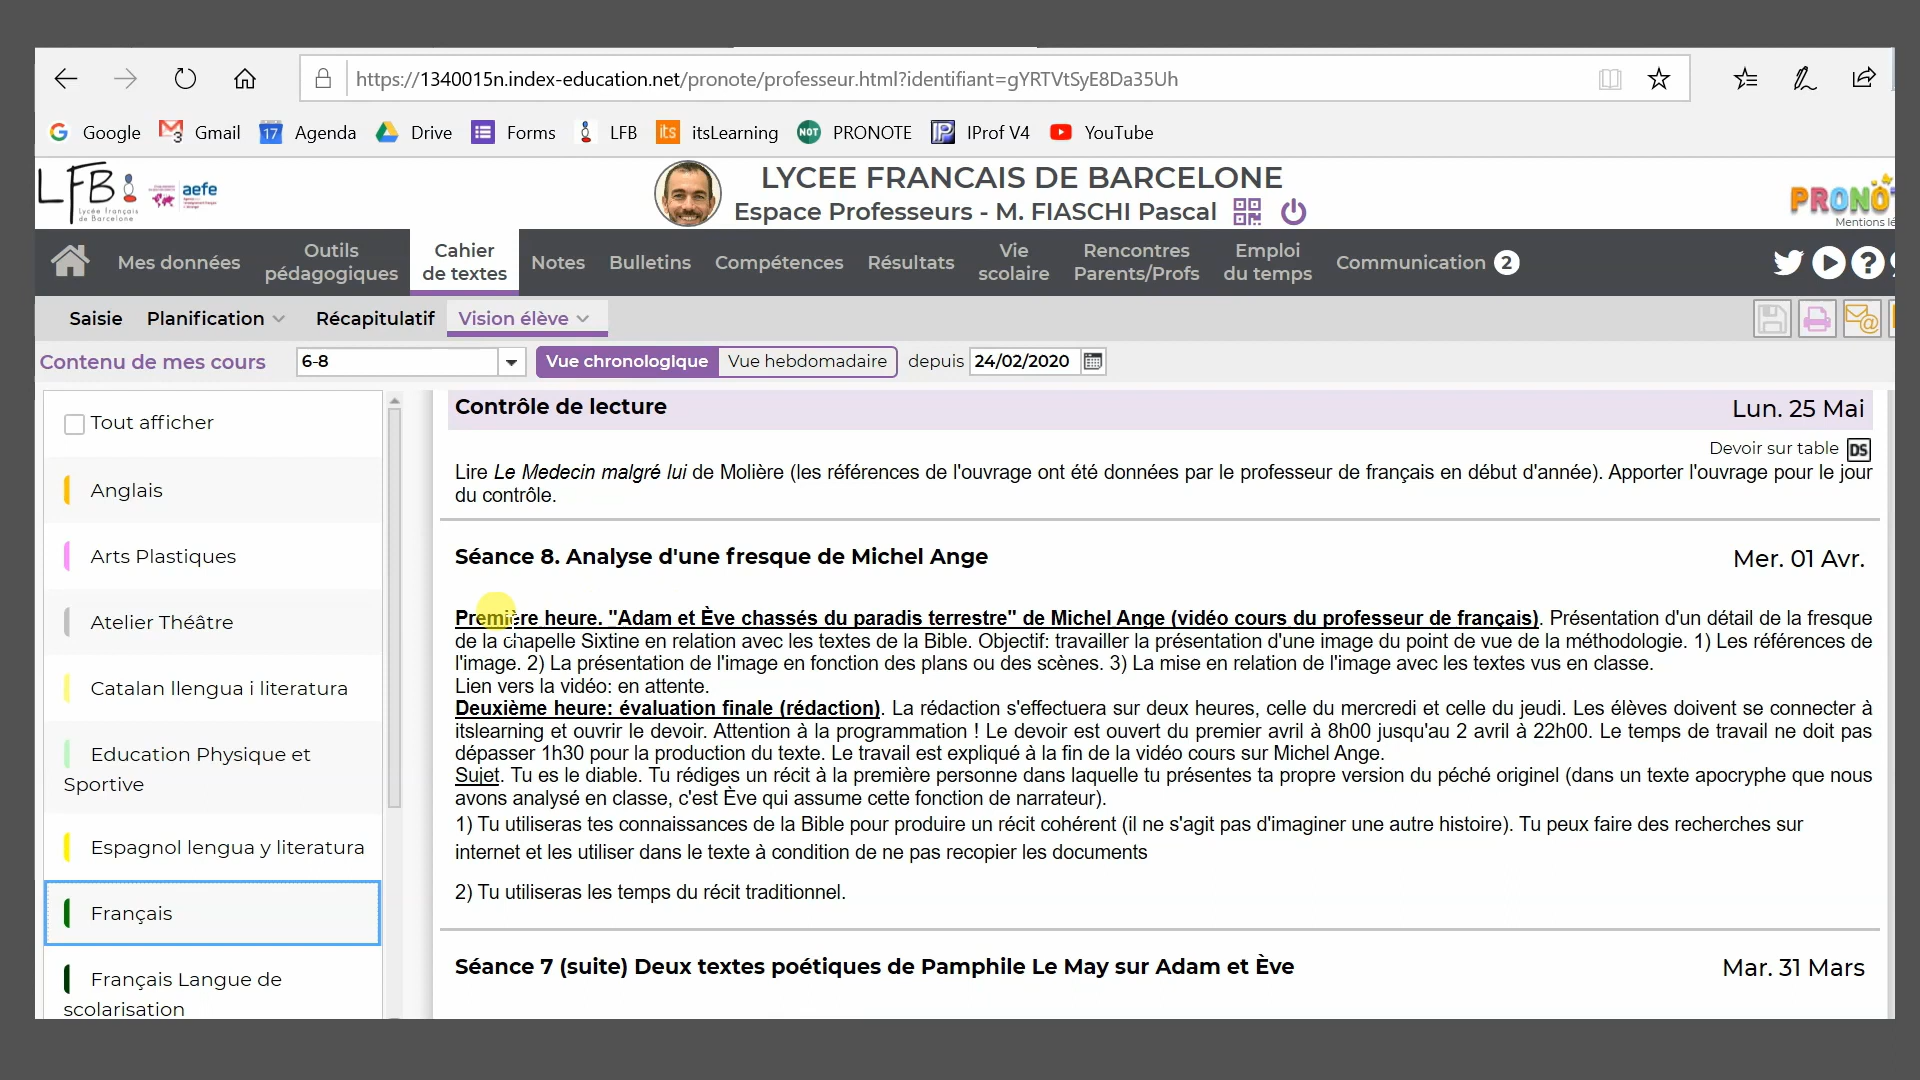 https://1340015n.index-education.net/pronote/professeur.html?identifiant=gYRTVtSyE8Da35Uh
Google Gmail 17 Agenda Drive Forms LFB its itsLearning NOT PRONOTE IProf V4 YouTube
LFB
lycée français
de Barcelone
aefe
LYCEE FRANCAIS DE BARCELONE
Espace Professeurs - M. FIASCHI Pascal
PRONO
Mentions lé
Mes données
Outils pédagogiques
Cahier de textes
Notes
Bulletins
Compétences
Résultats
Vie scolaire
Rencontres Parents/Profs
Emploi du temps
Communication 2
Saisie Planification Récapitulatif Vision élève
Contenu de mes cours 6-8 Vue chronologique Vue hebdomadaire depuis 24/02/2020
Tout afficher
Anglais
Arts Plastiques
Atelier Théâtre
Catalan llengua i literatura
Education Physique et
Sportive
Espagnol lengua y literatura
Français
Français Langue de
scolarisation
Contrôle de lecture Lun. 25 Mai
Devoir sur table DS
Lire Le Medecin malgré lui de Molière (les références de l'ouvrage ont été données par le professeur de français en début d'année). Apporter l'ouvrage pour le jour
du contrôle.
Séance 8. Analyse d'une fresque de Michel Ange Mer. 01 Avr.
Première heure. "Adam et Ève chassés du paradis terrestre" de Michel Ange (vidéo cours du professeur de français). Présentation d'un détail de la fresque
de la chapelle Sixtine en relation avec les textes de la Bible. Objectif: travailler la présentation d'une image du point de vue de la méthodologie. 1) Les références de
l'image. 2) La présentation de l'image en fonction des plans ou des scènes. 3) La mise en relation de l'image avec les textes vus en classe.
Lien vers la vidéo: en attente.
Deuxième heure: évaluation finale (rédaction). La rédaction s'effectuera sur deux heures, celle du mercredi et celle du jeudi. Les élèves doivent se connecter à
itslearning et ouvrir le devoir. Attention à la programmation ! Le devoir est ouvert du premier avril à 8h00 jusqu'au 2 avril à 22h00. Le temps de travail ne doit pas
dépasser 1h30 pour la production du texte. Le travail est expliqué à la fin de la vidéo cours sur Michel Ange.
Sujet. Tu es le diable. Tu rédiges un récit à la première personne dans laquelle tu présentes ta propre version du péché originel (dans un texte apocryphe que nous
avons analysé en classe, c'est Ève qui assume cette fonction de narrateur).
1) Tu utiliseras tes connaissances de la Bible pour produire un récit cohérent (il ne s'agit pas d'imaginer une autre histoire). Tu peux faire des recherches sur
internet et les utiliser dans le texte à condition de ne pas recopier les documents
2) Tu utiliseras les temps du récit traditionnel.
Séance 7 (suite) Deux textes poétiques de Pamphile Le May sur Adam et Ève Mar. 31 Mars